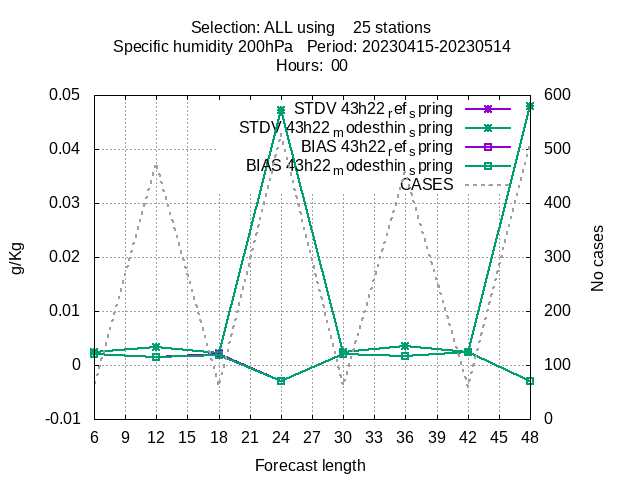 Selection: ALL using    25 stations
Specific humidity 200hPa   Period: 20230415-20230514
Hours:  00
STDV 43h22_ref_spring
STDV 43h22_modesthin_spring
BIAS 43h22_ref_spring
BIAS 43h22_modesthin_spring
CASES
0.05
0.04
0.03
0.02
0.01
0
-0.01
g/Kg
600
500
400
300
200
100
0
No cases
6 9 12 15 18 21 24 27 30 33 36 39 42 45 48
Forecast length